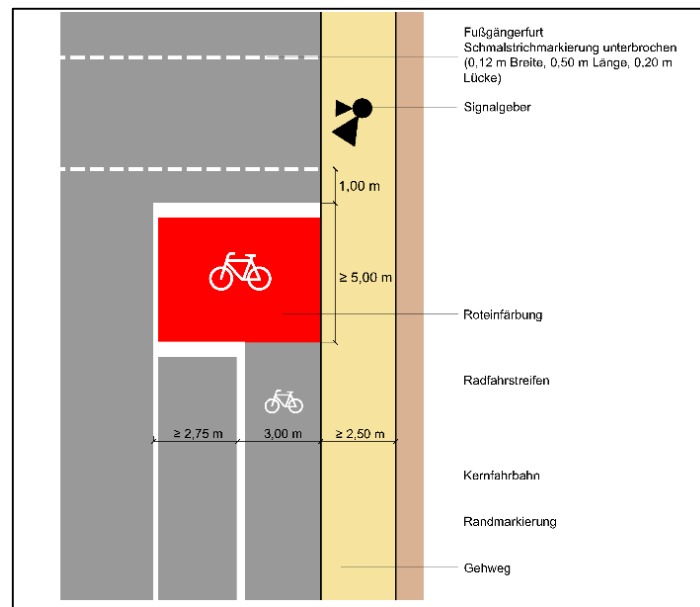 Fußgängerfurt
Schmalstrichmarkierung unterbrochen
(0,12 m Breite, 0,50 m Länge, 0.20 m
Lücke)
Signalgeber
1,00 m
≥ 5,00 m
Roteinfärbung
Radfahrstreifen
≥ 2,75 m
3,00 m
≥ 2,50 m
Kernfahrbahn
Randmarkierung
Gehweg